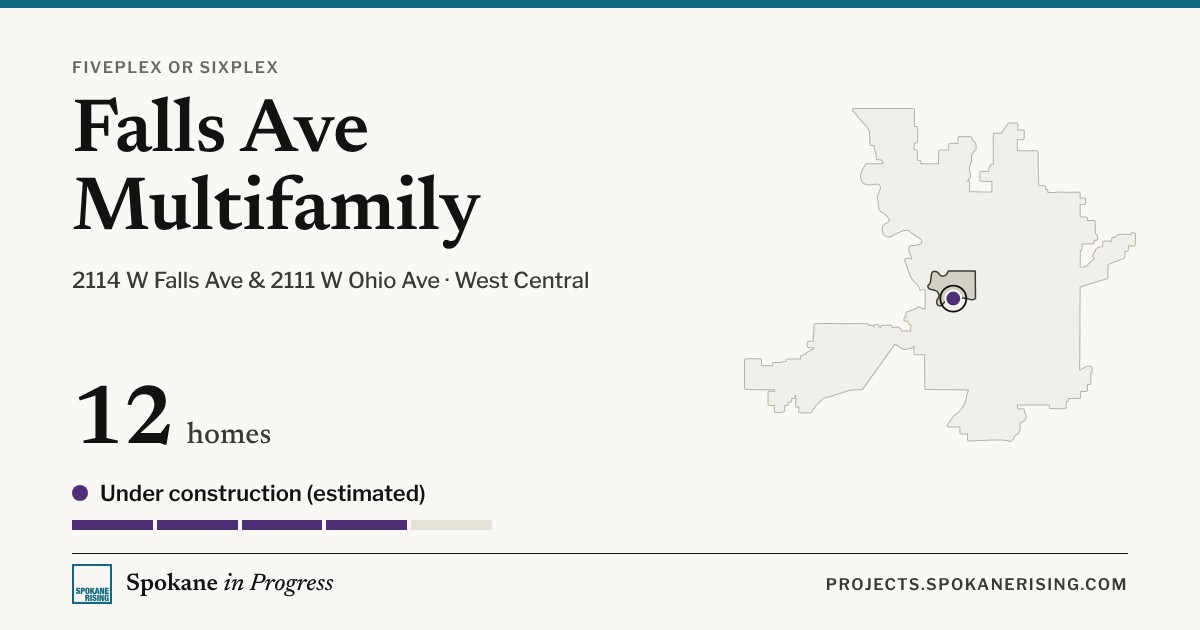 FIVEPLEX OR SIXPLEX
Falls Ave
Multifamily
2114 W Falls Ave & 2111 W Ohio Ave · West Central
12 homes
Under construction (estimated)
SPOKANE
RISING
Spokane in Progress
PROJECTS.SPOKANERISING.COM